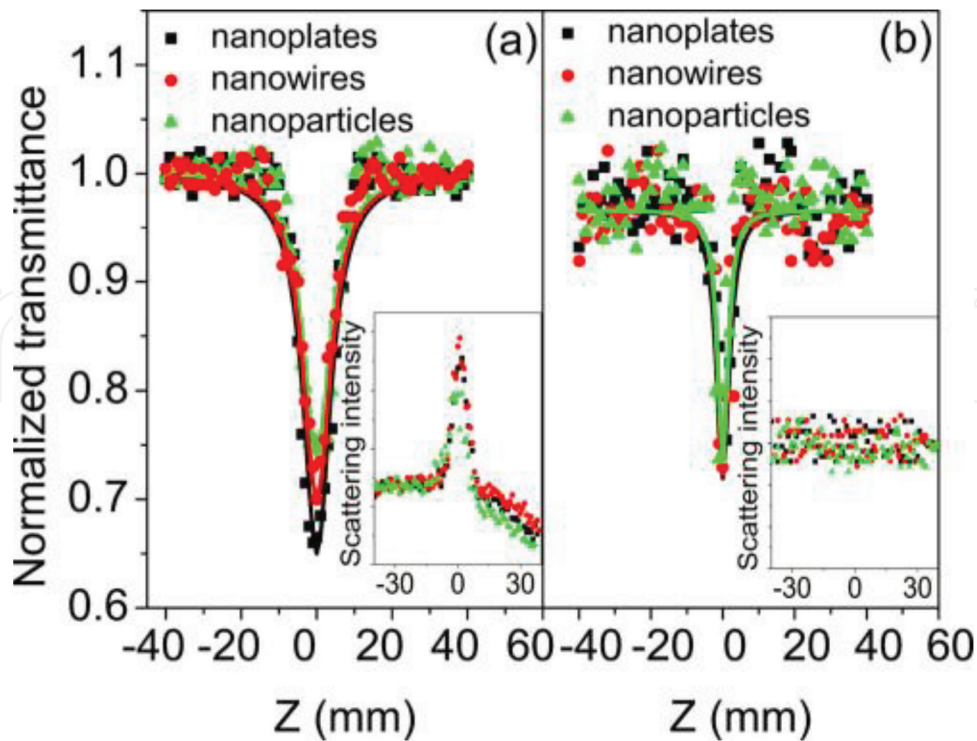 (a)
nanoplates
nanowires
nanoparticles
(b)
nanoplates
nanowires
nanoparticles
Normalized transmittance
1.1
1.0
0.9
0.8
0.7
0.6
Scattering intensity
-30 0 30
Scattering intensity
-30 0 30
-40 -20 0 20 40
-40 -20 0 20 40 60
Z (mm)
Z (mm)